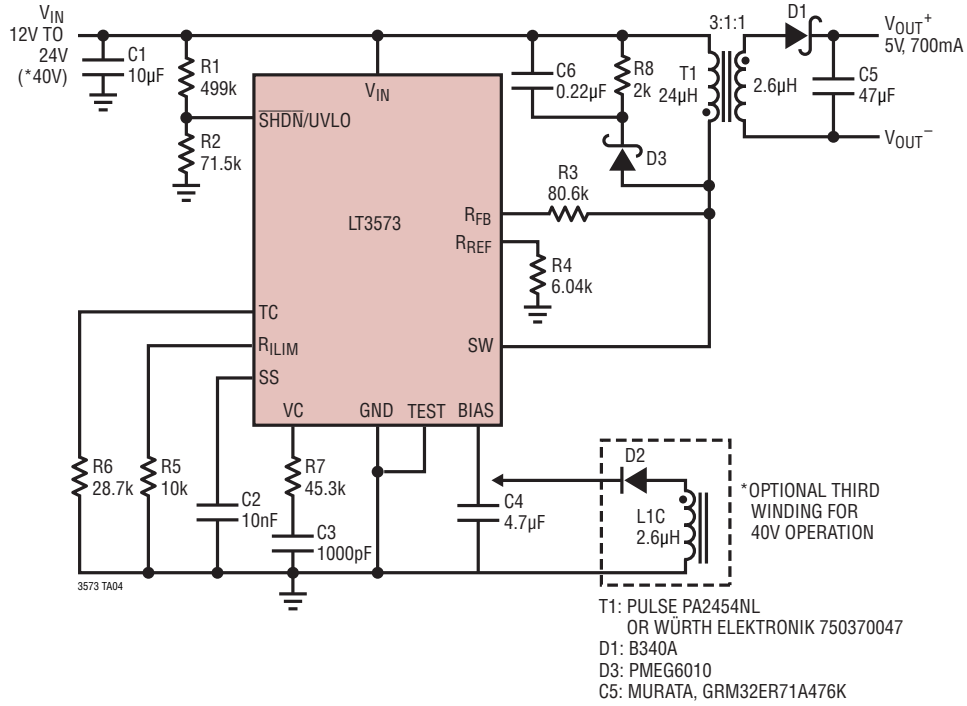 VIN
12V TO
24V
(*40V)
C1
10µF
R1
499k
R2
71.5k
VIN
SHDN/UVLO
LT3573
RFB
RREF
SW
TC
RILIM
SS
VC
GND
TEST
BIAS
C6
0.22µF
R8
2k
D3
R3
80.6k
R4
6.04k
3:1:1
T1
24µH
2.6µH
D1
C5
47µF
VOUT+
5V, 700mA
VOUT–
R6
28.7k
R5
10k
C2
10nF
R7
45.3k
C3
1000pF
C4
4.7µF
D2
L1C
2.6µH
*OPTIONAL THIRD
WINDING FOR
40V OPERATION
3573 TA04
T1: PULSE PA2454NL
OR WÜRTH ELEKTRONIK 750370047
D1: B340A
D3: PMEG6010
C5: MURATA, GRM32ER71A476K